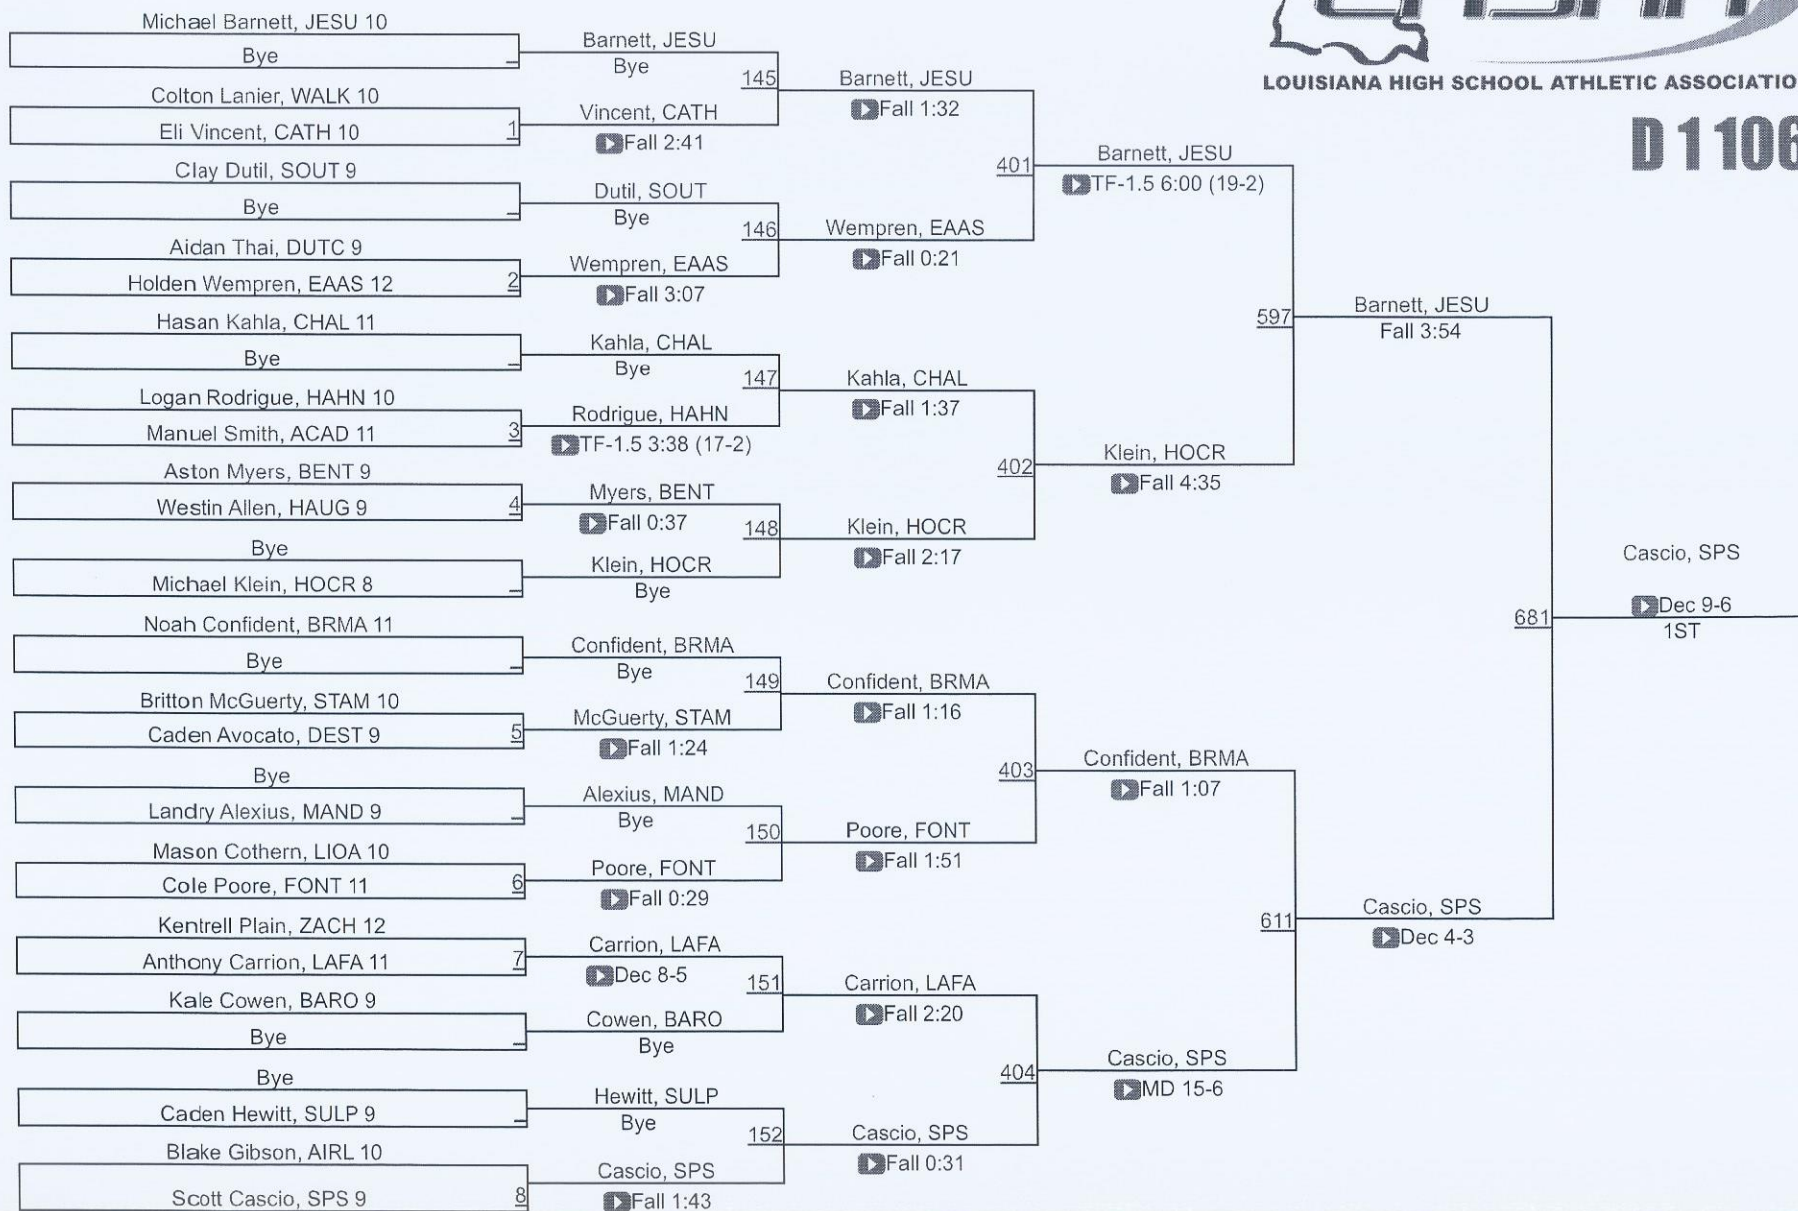 LOUISIANA HIGH SCHOOL ATHLETIC ASSOCIATIO
D1 106
Michael Barnett, JESU 10
Bye
Colton Lanier, WALK 10
Eli Vincent, CATH 10 1
Clay Dutil, SOUT 9
Bye
Aidan Thai, DUTC 9
Holden Wempren, EAAS 12 2
Hasan Kahla, CHAL 11
Bye
Logan Rodrigue, HAHN 10
Manuel Smith, ACAD 11 3
Aston Myers, BENT 9
Westin Allen, HAUG 9 4
Bye
Michael Klein, HOCR 8
Noah Confident, BRMA 11
Bye
Britton McGuerty, STAM 10
Caden Avocato, DEST 9 5
Bye
Landry Alexius, MAND 9
Mason Cothern, LIOA 10
Cole Poore, FONT 11 6
Kentrell Plain, ZACH 12
Anthony Carrion, LAFA 11 7
Kale Cowen, BARO 9
Bye
Bye
Caden Hewitt, SULP 9
Blake Gibson, AIRL 10
Scott Cascio, SPS 9 8
Barnett, JESU
Bye
145
Vincent, CATH
Fall 2:41
Dutil, SOUT
Bye
146
Wempren, EAAS
Fall 3:07
Kahla, CHAL
Bye
147
Rodrigue, HAHN
TF-1.5 3:38 (17-2)
Myers, BENT
Fall 0:37
148
Klein, HOCR
Bye
Confident, BRMA
Bye
149
McGuerty, STAM
Fall 1:24
Alexius, MAND
Bye
150
Poore, FONT
Fall 0:29
Carrion, LAFA
Dec 8-5
151
Cowen, BARO
Bye
Hewitt, SULP
Bye
152
Cascio, SPS
Fall 1:43
Barnett, JESU
Fall 1:32
401
Wempren, EAAS
Fall 0:21
Kahla, CHAL
Fall 1:37
402
Klein, HOCR
Fall 2:17
Confident, BRMA
Fall 1:16
403
Poore, FONT
Fall 1:51
Carrion, LAFA
Fall 2:20
404
Cascio, SPS
Fall 0:31
Barnett, JESU
TF-1.5 6:00 (19-2)
597
Klein, HOCR
Fall 4:35
Confident, BRMA
Fall 1:07
611
Cascio, SPS
MD 15-6
Barnett, JESU
Fall 3:54
681
Cascio, SPS
Dec 4-3
Cascio, SPS
Dec 9-6
1ST